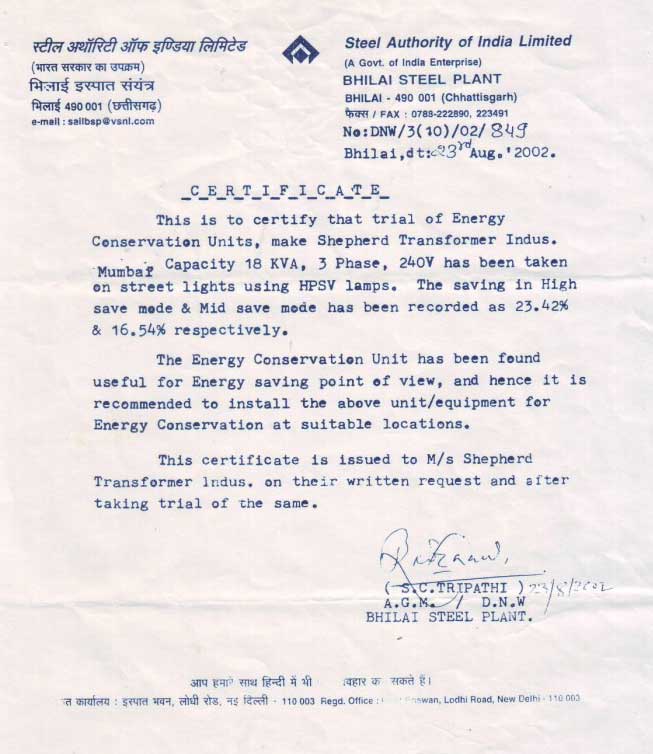 स्टील अथॉरिटी ऑफ इण्डिया लिमिटेड
(भारत सरकार का उपक्रम)
भिलाई इस्पात संयंत्र
भिलाई 490 001 (छत्तीसगढ़)
e-mail : sailbsp@vsnl.com
Steel Authority of India Limited
(A Govt. of India Enterprise)
BHILAI STEEL PLANT
BHILAI - 490 001 (Chhattisgarh)
फैक्स / FAX : 0788-222890, 223491
No:DNW/3(10)/02/849
Bhilai,dt:23rd Aug.'2002.
C_E_R_T_I_F_I_C_A_T_E
This is to certify that trial of Energy
Conservation Units, make Shepherd Transformer Indus.
Mumbai Capacity 18 KVA, 3 Phase, 240V has been taken
on street lights using HPSV lamps. The saving in High
save mode & Mid save mode has been recorded as 23.42%
& 16.54% respectively.
The Energy Conservation Unit has been found
useful for Energy saving point of view, and hence it is
recommended to install the above unit/equipment for
Energy Conservation at suitable locations.
This certificate is issued to M/s Shepherd
Transformer Indus. on their written request and after
taking trial of the same.
( S.C.TRIPATHI ) 23/8/2002
A.G.M. / D.N.W
BHILAI STEEL PLANT.
आप हमारे साथ हिन्दी में भी सकते हैं।
कार्यालय : इस्पात भवन, लोधी रोड, नई दिल्ली - 110 003 Regd. Office : Lodhi Road, New Delhi - 110 003